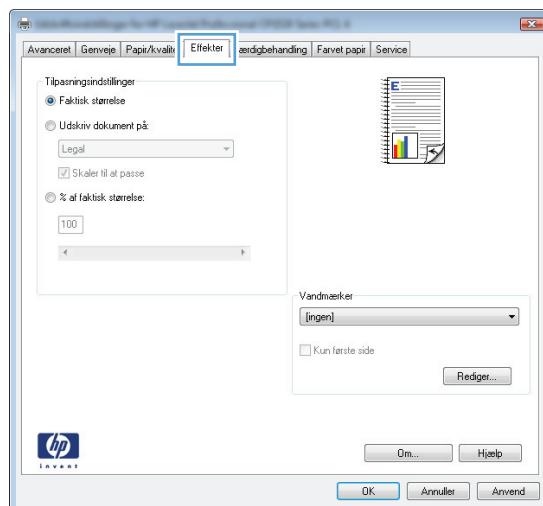 Avanceret Genveje Papir/kvalite Effekter ærdigbehandling Farvet papir Service
Tilpasningsindstillinger
Faktisk størrelse
Udskriv dokument på:
Legal
Skaler til at passe
% af faktisk størrelse:
100
E
Vandmærker
[ingen]
Kun første side
Rediger...
hp
invent
Om... Hjælp
OK Annuller Anvend